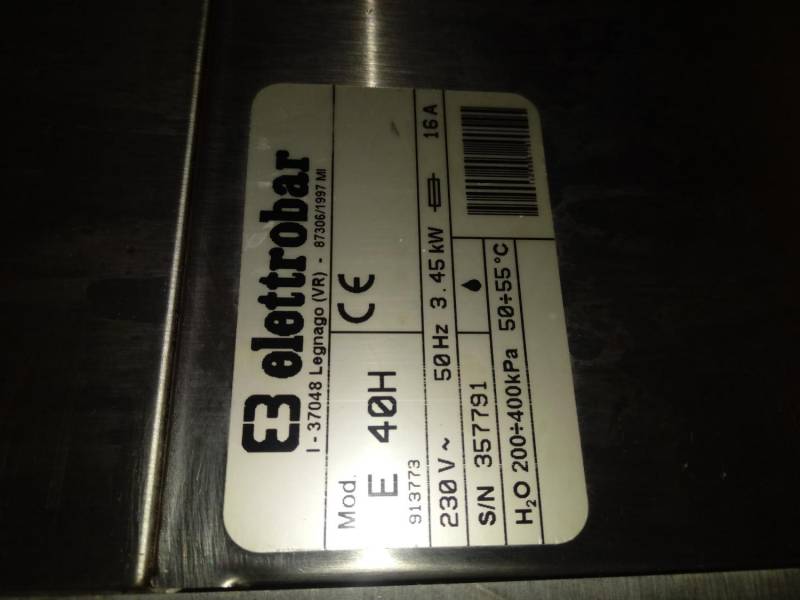 elettrobar
I - 37048 Legnago (VR) - 87306/1997 MI
Mod.
E 40H
CE
913773
230 V ~ 50 Hz 3.45 kW 16 A
S/N 357791
H₂O 200÷400kPa 50÷55°C